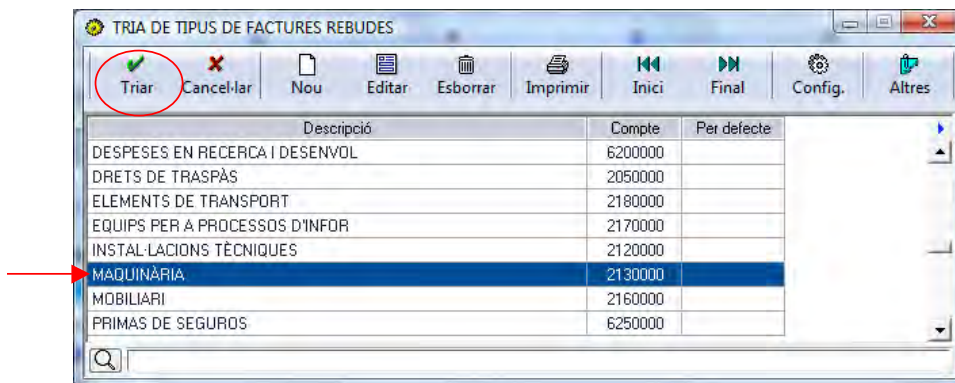 TRIA DE TIPUS DE FACTURES REBUDES
Triar Cancel·lar Nou Editar Esborrar Imprimir Inici Final Config. Altres
Descripció Compte Per defecte
DESPESES EN RECERCA I DESENVOL 6200000
DRETS DE TRASPÀS 2050000
ELEMENTS DE TRANSPORT 2180000
EQUIPS PER A PROCESSOS D'INFOR 2170000
INSTAL·LACIONS TÈCNIQUES 2120000
MAQUINÀRIA 2130000
MOBILIARI 2160000
PRIMAS DE SEGUROS 6250000